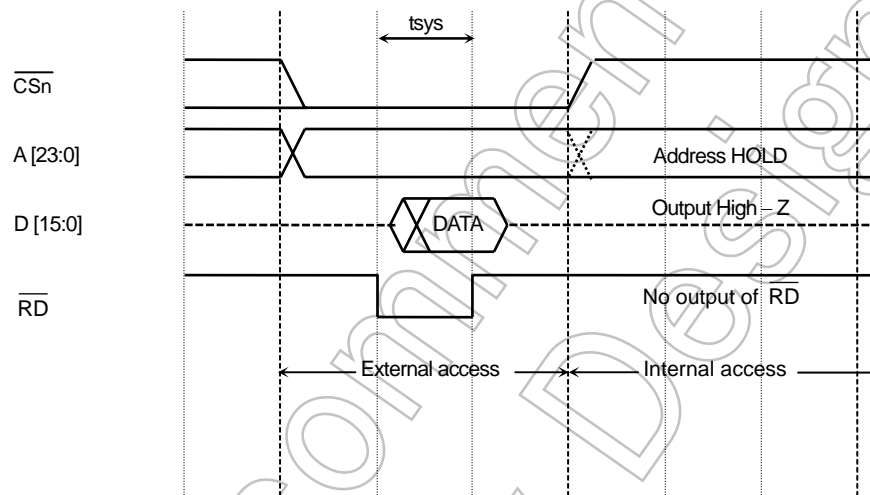 tsys
CSn
A [23:0]
Address HOLD
D [15:0]
DATA
Output High – Z
RD
No output of RD
External access
Internal access